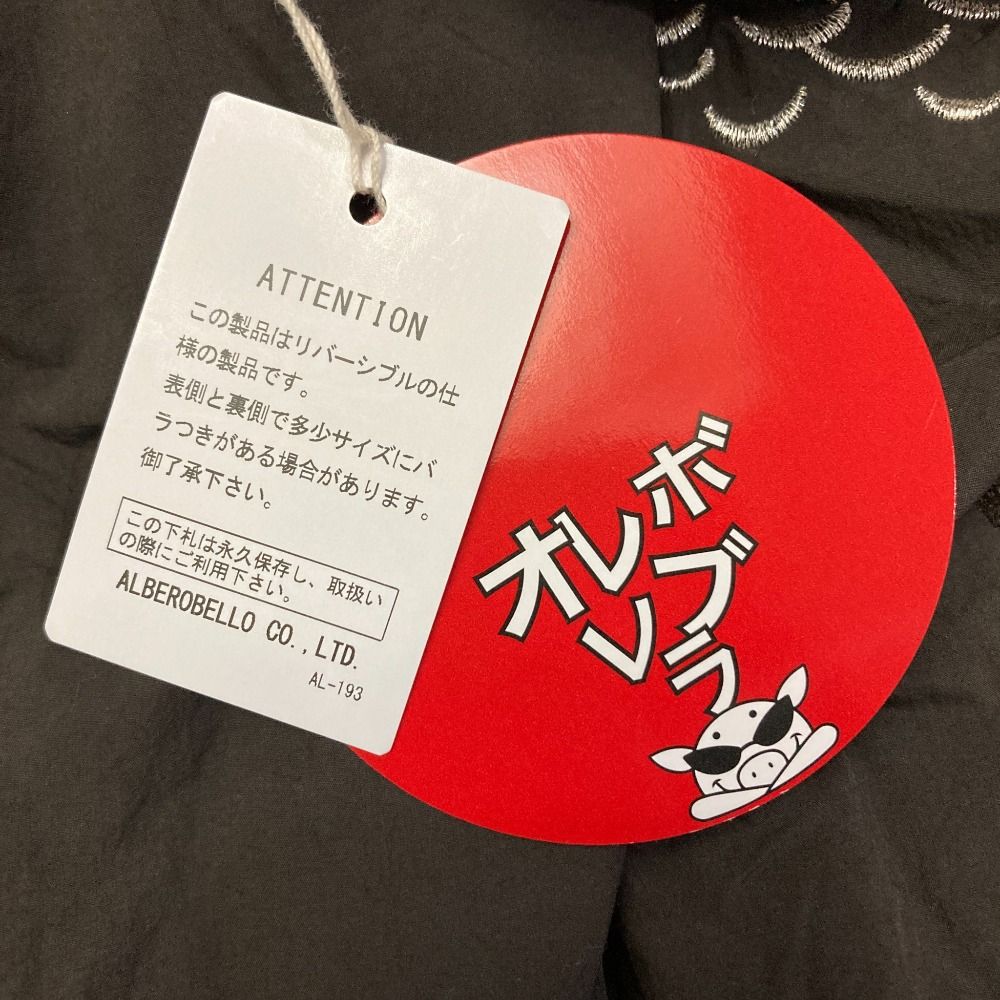 ATTENTION
この製品はリバーシブルの仕
様の製品です。
表側と裏側で多少サイズにバ
ラつきがある場合があります。
御了承下さい。
この下札は永久保存し、取扱い
の際にご利用下さい。
ALBEROBELLO CO.,LTD.
AL-193
オレボ
レブラ